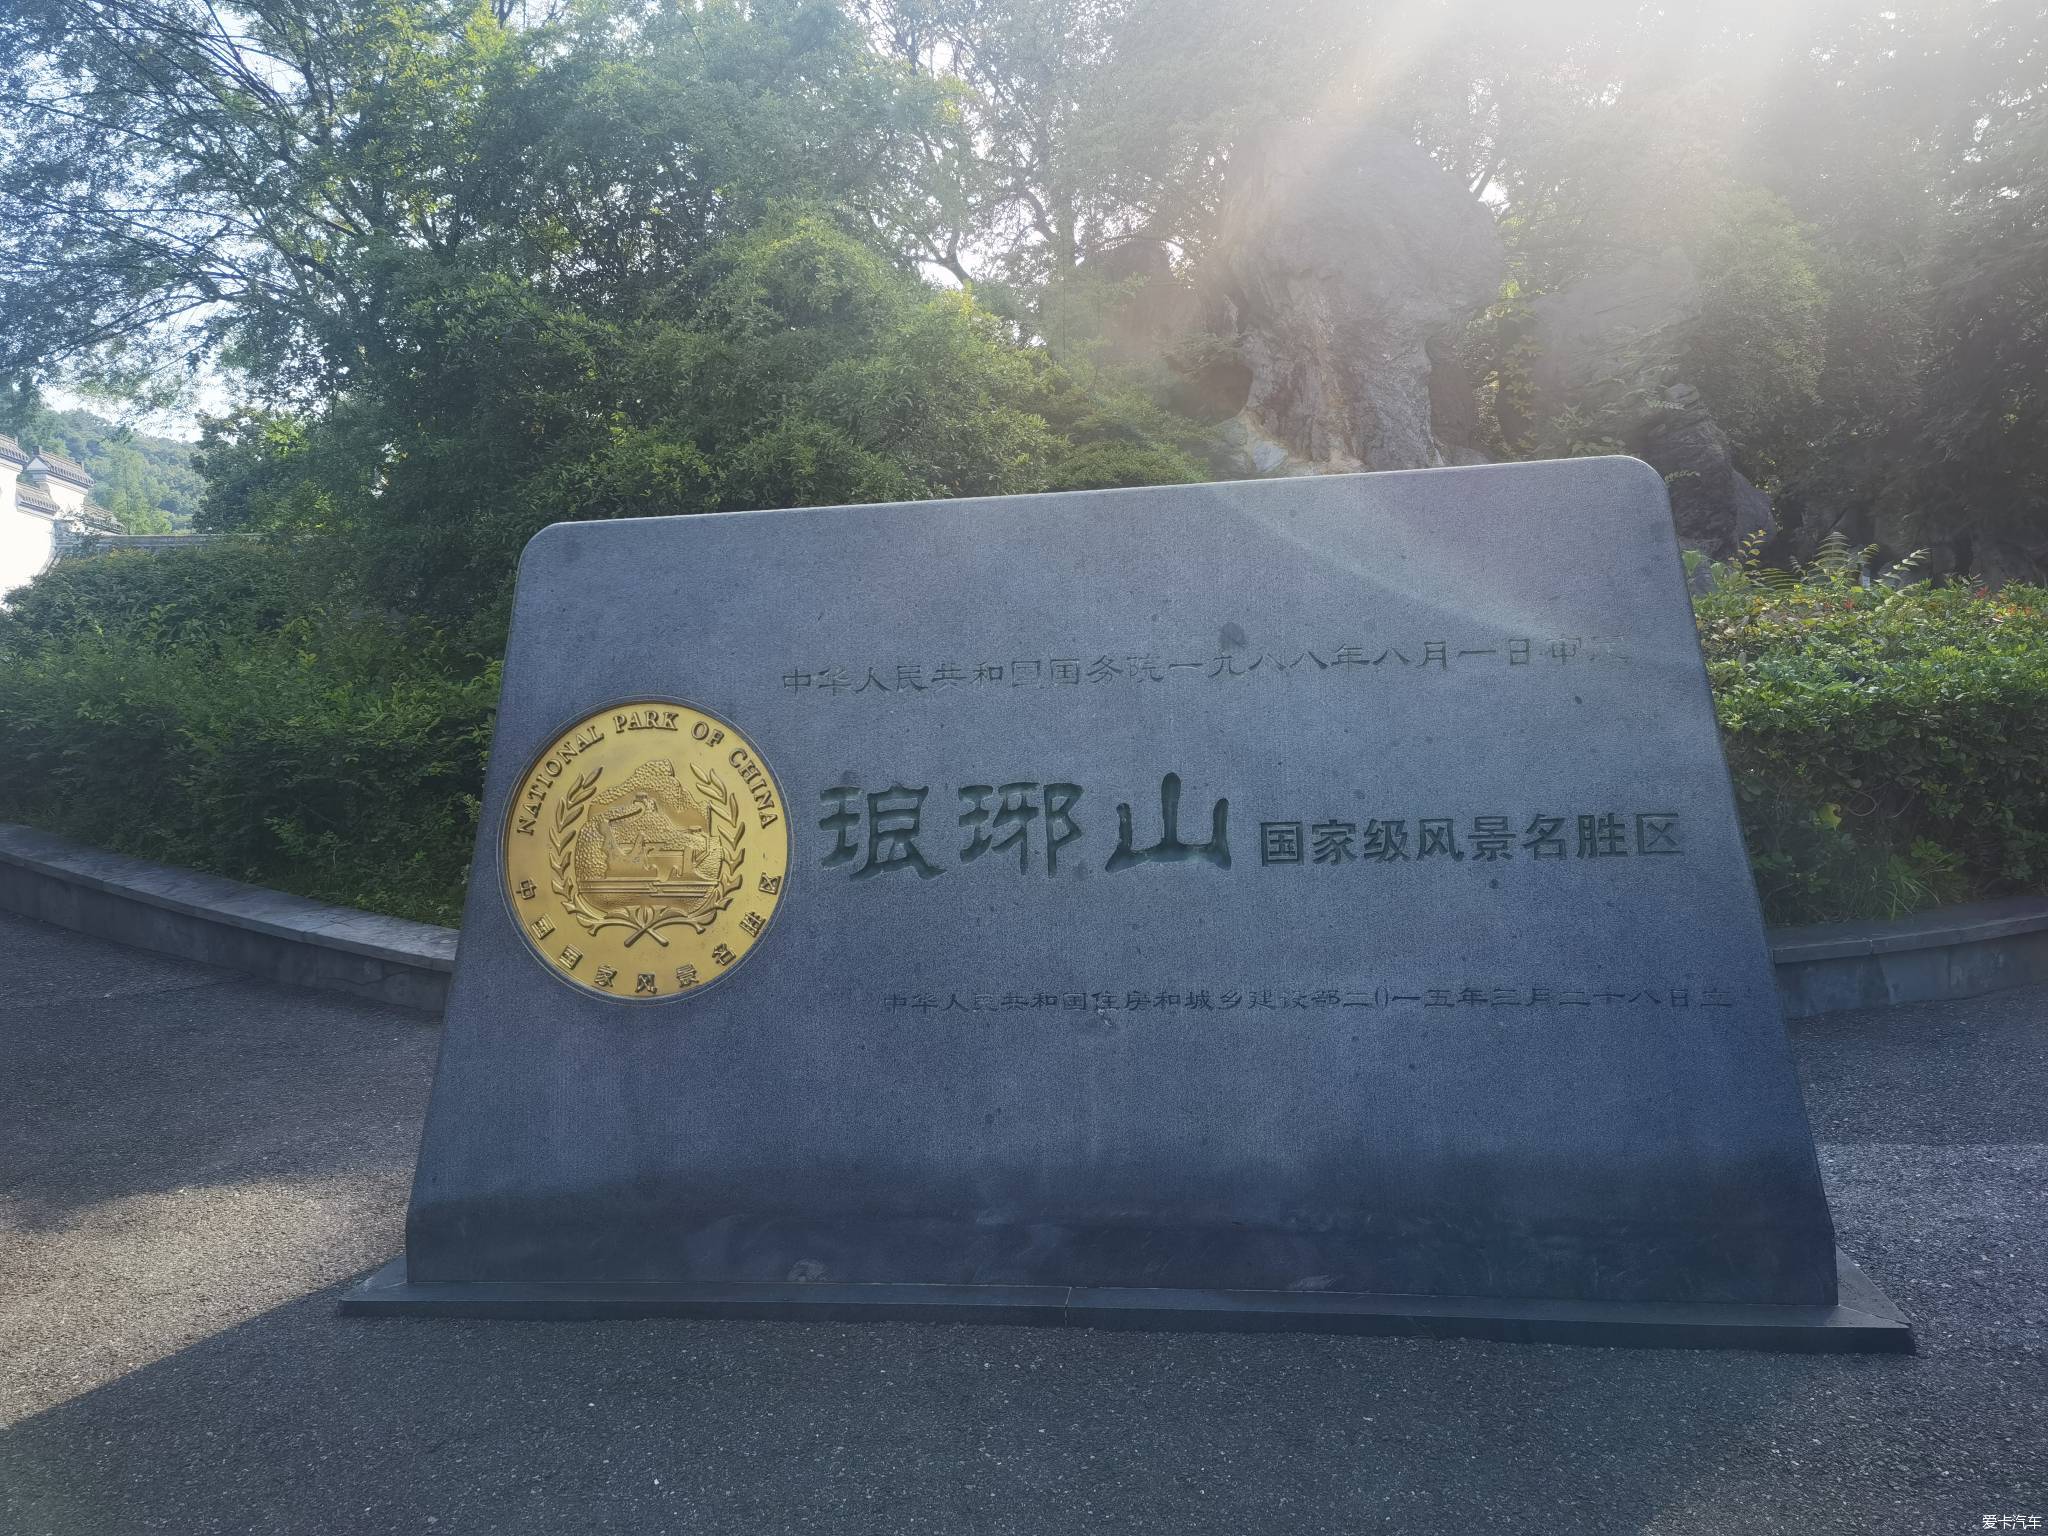 中华人民共和国国务院一九八八年八月一日审定
NATIONAL PARK OF CHINA
琅琊山 国家级风景名胜区
中国国家风景名胜区
中华人民共和国住房和城乡建设部二〇一五年三月二十八日立
爱卡汽车